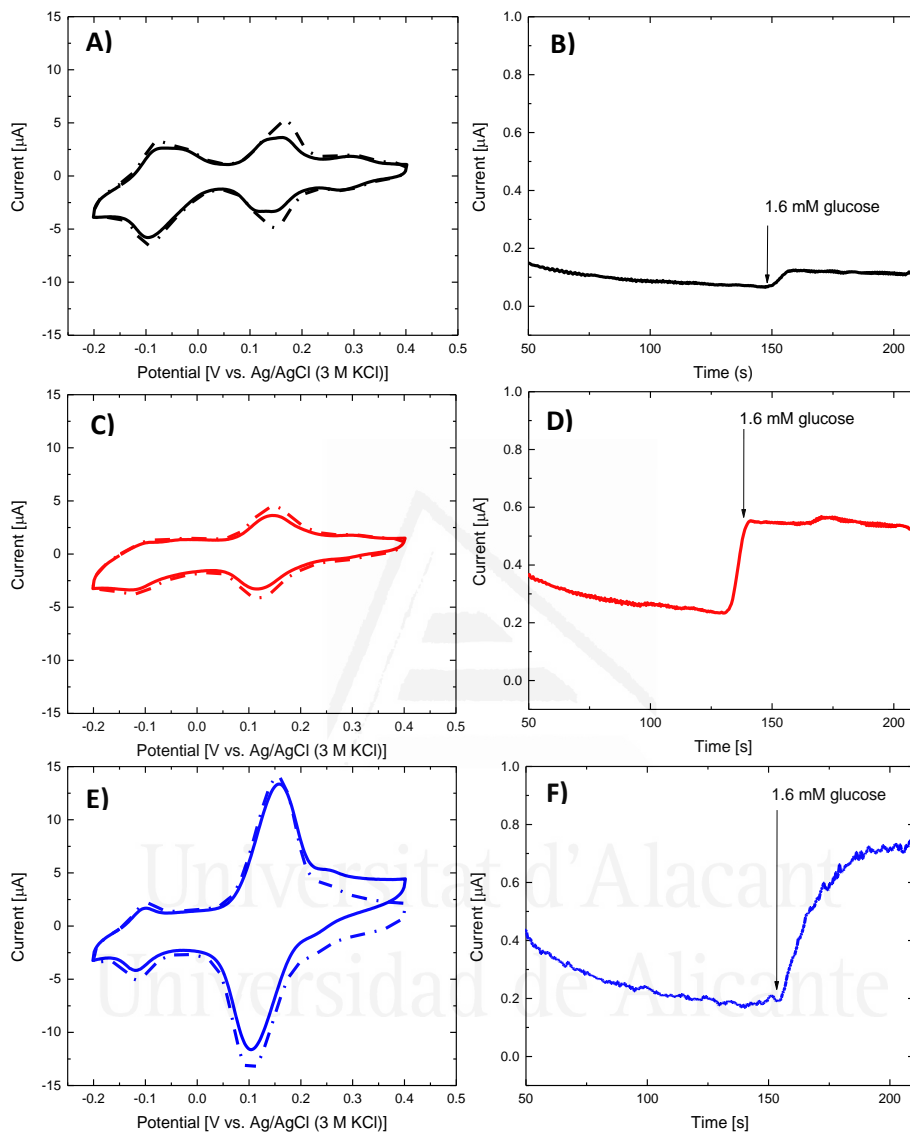 A)
15
10
5
0
-5
-10
-15
Current [µA]
-0.2 -0.1 0.0 0.1 0.2 0.3 0.4 0.5
Potential [V vs. Ag/AgCl (3 M KCl)]
B)
1.0
0.8
0.6
0.4
0.2
0.0
Current [µA]
1.6 mM glucose
50 100 150 200
Time (s)
C)
15
10
5
0
-5
-10
-15
Current [µA]
-0.2 -0.1 0.0 0.1 0.2 0.3 0.4 0.5
Potential [V vs. Ag/AgCl (3 M KCl)]
D)
1.0
0.8
0.6
0.4
0.2
0.0
Current [µA]
1.6 mM glucose
50 100 150 200
Time [s]
E)
15
10
5
0
-5
-10
-15
Current [µA]
-0.2 -0.1 0.0 0.1 0.2 0.3 0.4 0.5
Potential [V vs. Ag/AgCl (3 M KCl)]
F)
1.0
0.8
0.6
0.4
0.2
0.0
Current [µA]
1.6 mM glucose
50 100 150 200
Time [s]
Universitat d'Alacant
Universidad de Alicante